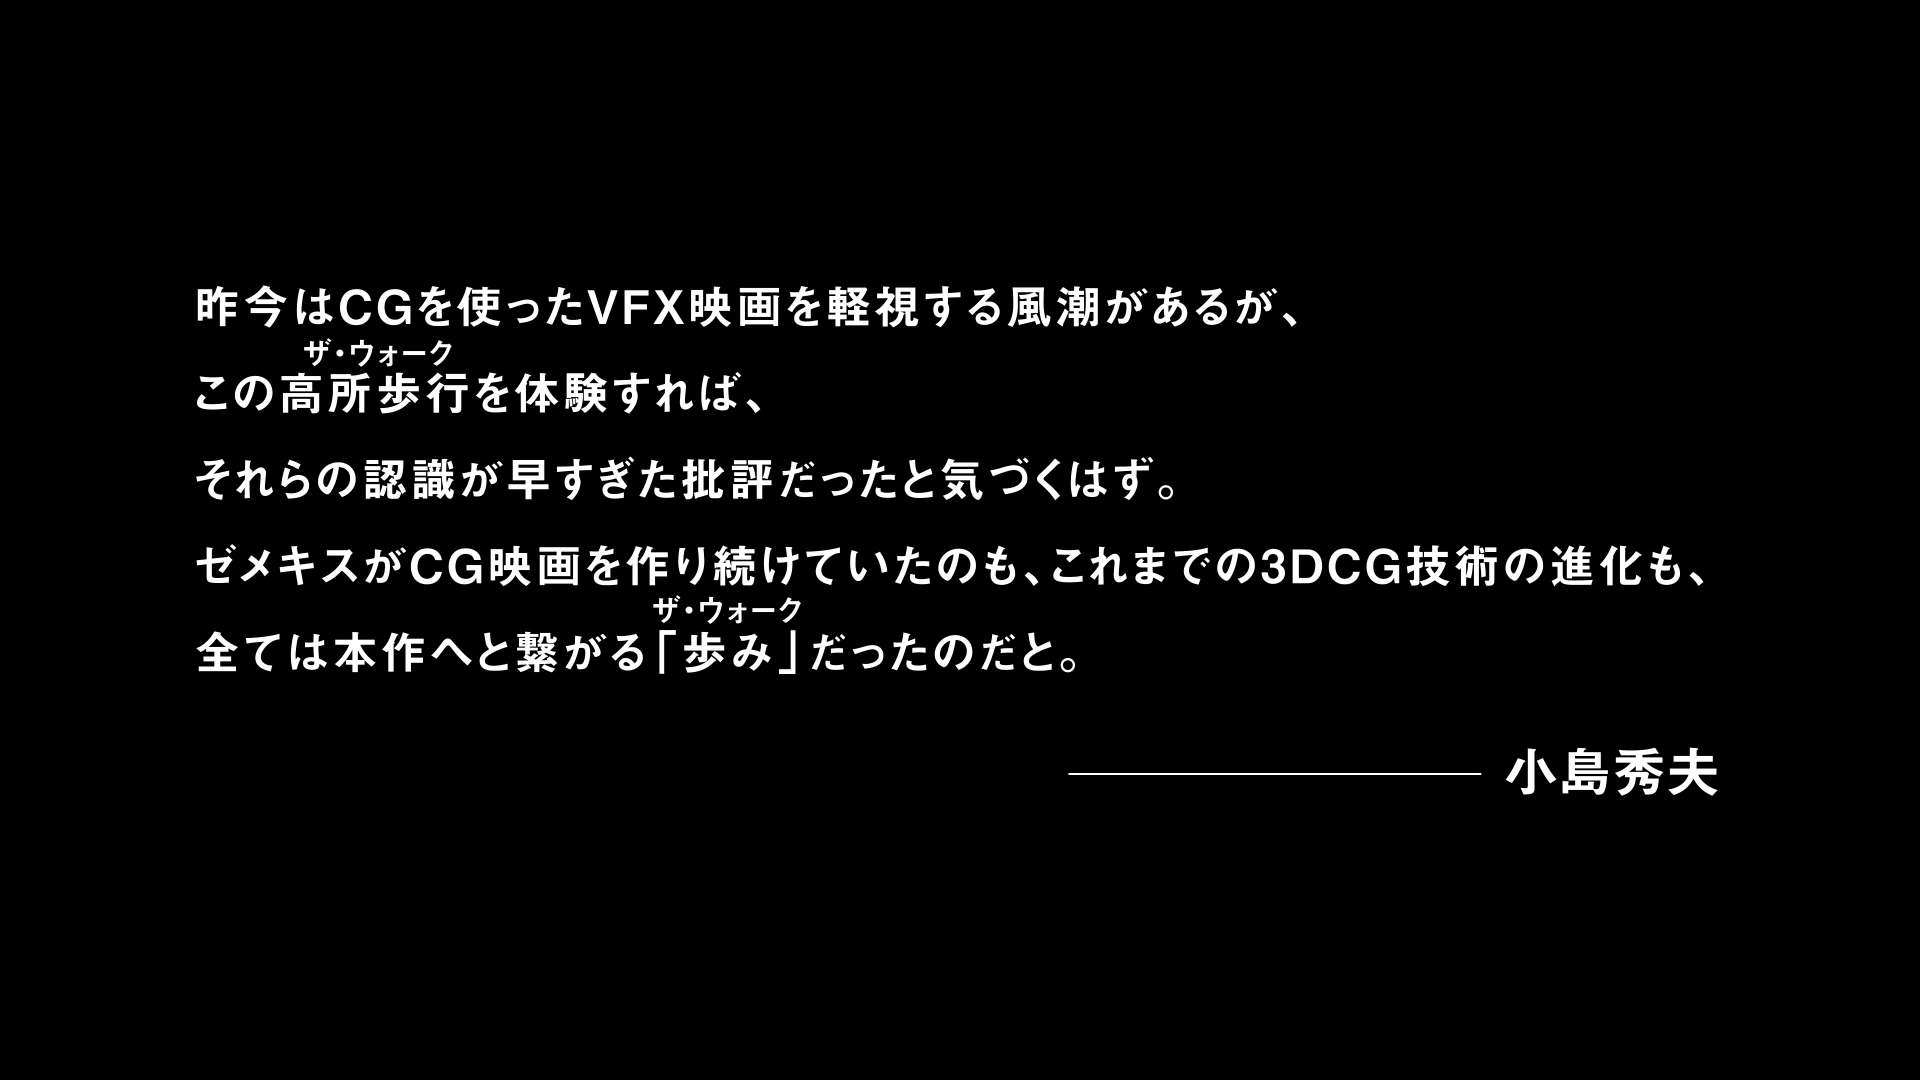 昨今はCGを使ったVFX映画を軽視する風潮があるが、
ザ・ウォーク
この高所歩行を体験すれば、
それらの認識が早すぎた批評だったと気づくはず。
ゼメキスがCG映画を作り続けていたのも、これまでの3DCG技術の進化も、
ザ・ウォーク
全ては本作へと繋がる「歩み」だったのだと。
小島秀夫